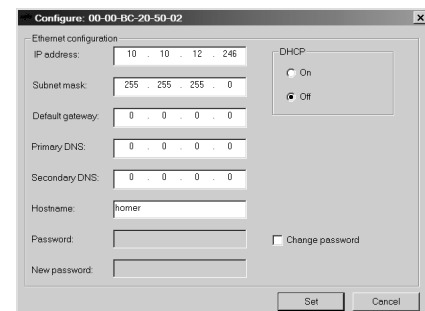 Configure: 00-00-BC-20-50-02
Ethernet configuration
IP address: 10 . 10 . 12 . 246
DHCP
On
Subnet mask: 255 . 255 . 255 . 0
Off
Default gateway: 0 . 0 . 0 . 0
Primary DNS: 0 . 0 . 0 . 0
Secondary DNS: 0 . 0 . 0 . 0
Hostname: homer
Password:
Change password
New password:
Set Cancel